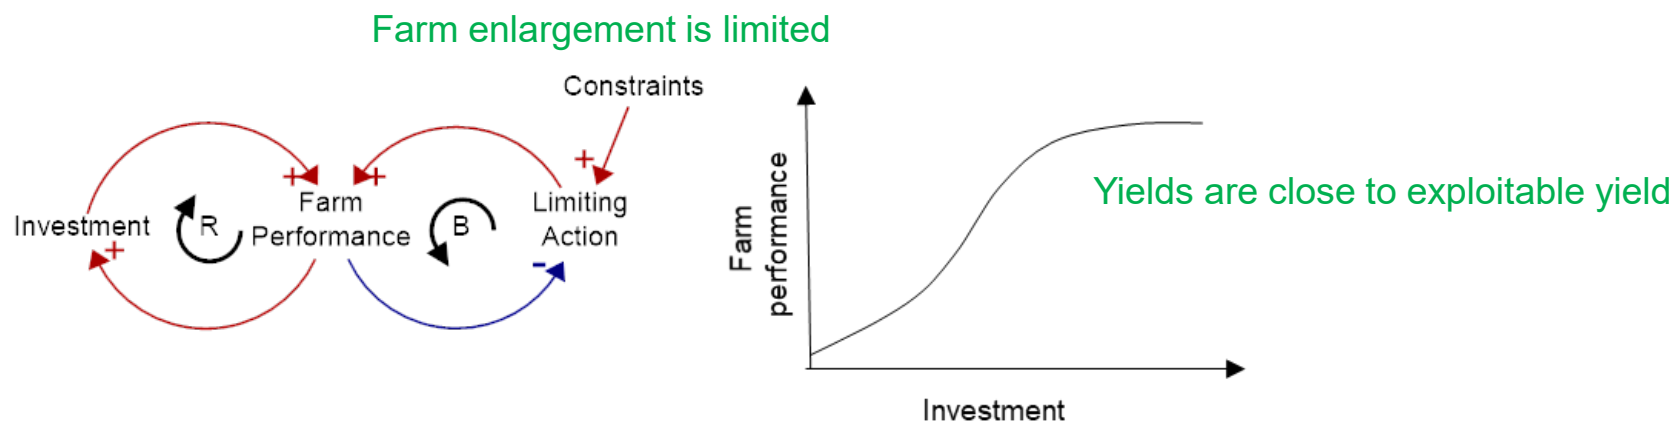 Farm enlargement is limited
Constraints
+
+
+
Farm
Performance
Limiting
Action
Investment
+
R
B
-
Farm
performance
Yields are close to exploitable yield
Investment